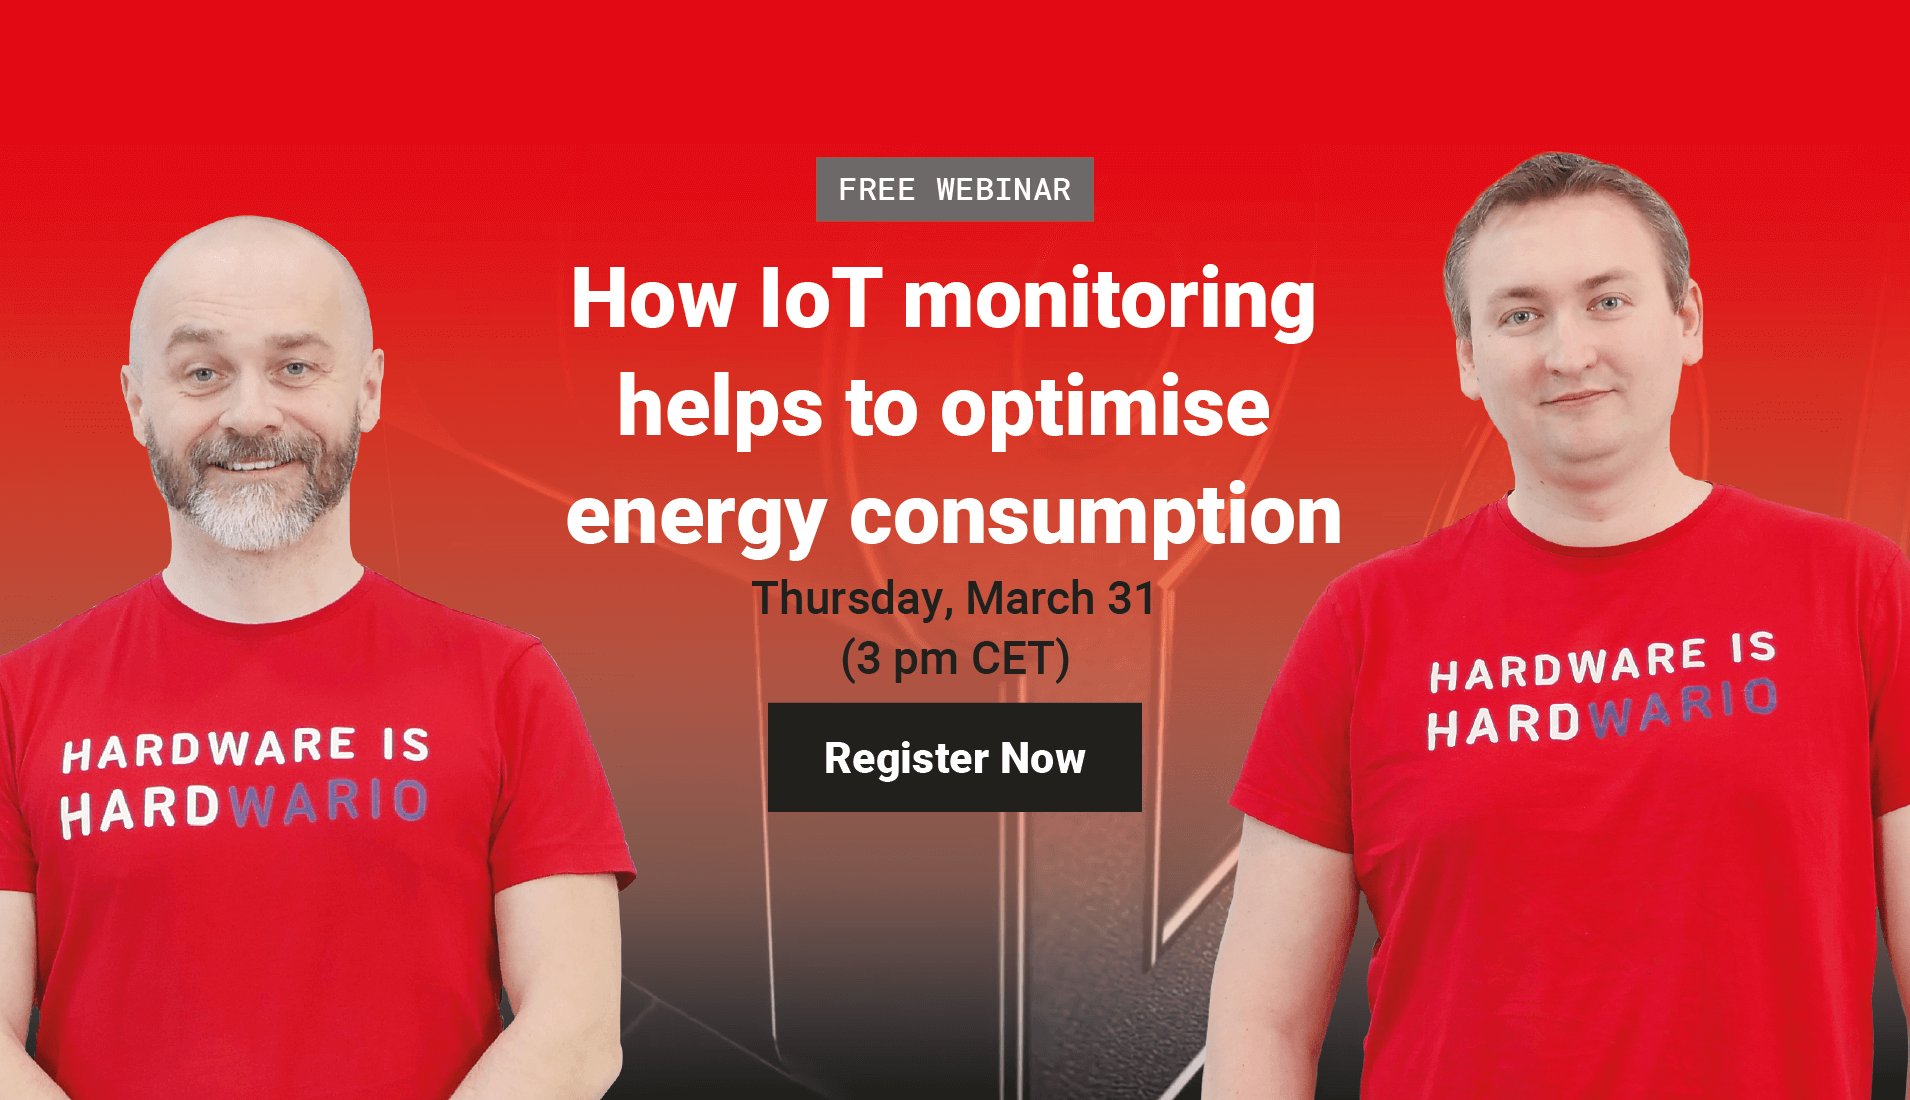 FREE WEBINAR
How IoT monitoring
helps to optimise
energy consumption
Thursday, March 31
(3 pm CET)
Register Now
HARDWARE IS
HARDWARIO
HARDWARE IS
HARDWARIO